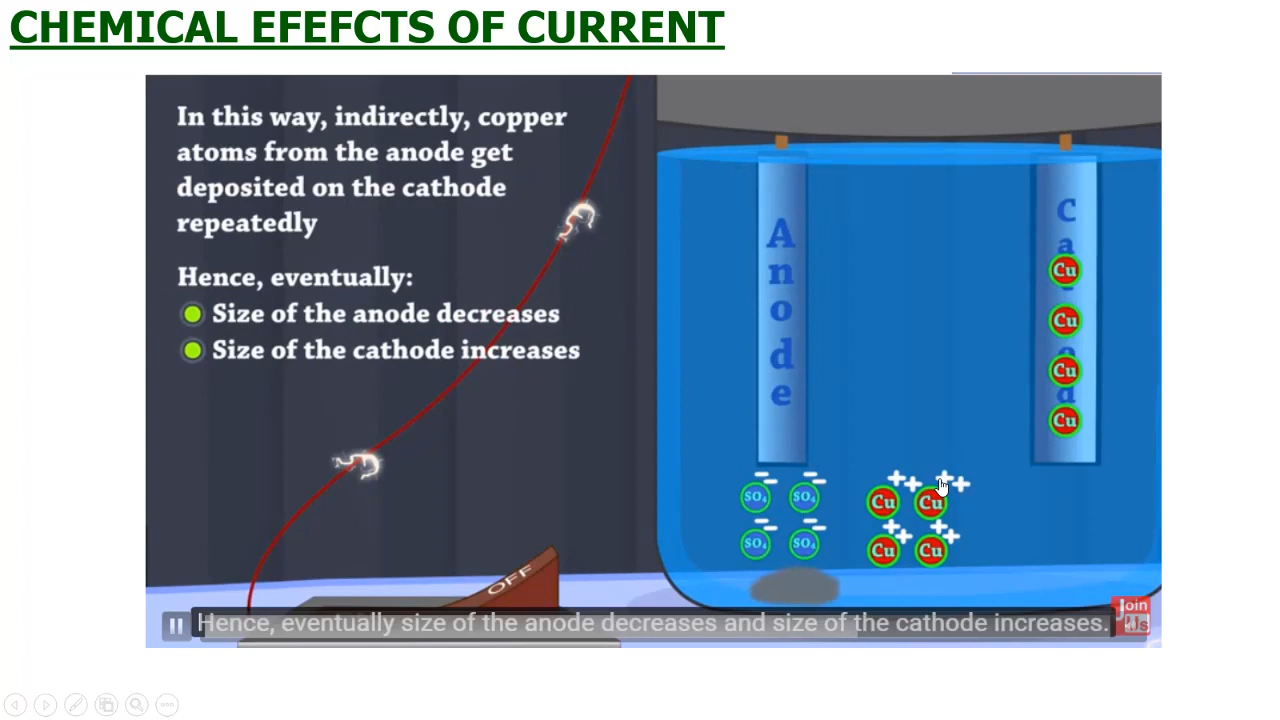 CHEMICAL EFEFCTS OF CURRENT
In this way, indirectly, copper
atoms from the anode get
deposited on the cathode
repeatedly
Hence, eventually:
Size of the anode decreases
Size of the cathode increases
Anode
Ca
Cu
Cu
Cu
Cu
SO₄ SO₄
SO₄ SO₄
++ ++
Cu Cu
++ ++
Cu Cu
OFF
Hence, eventually size of the anode decreases and size of the cathode increases.
Join
Us